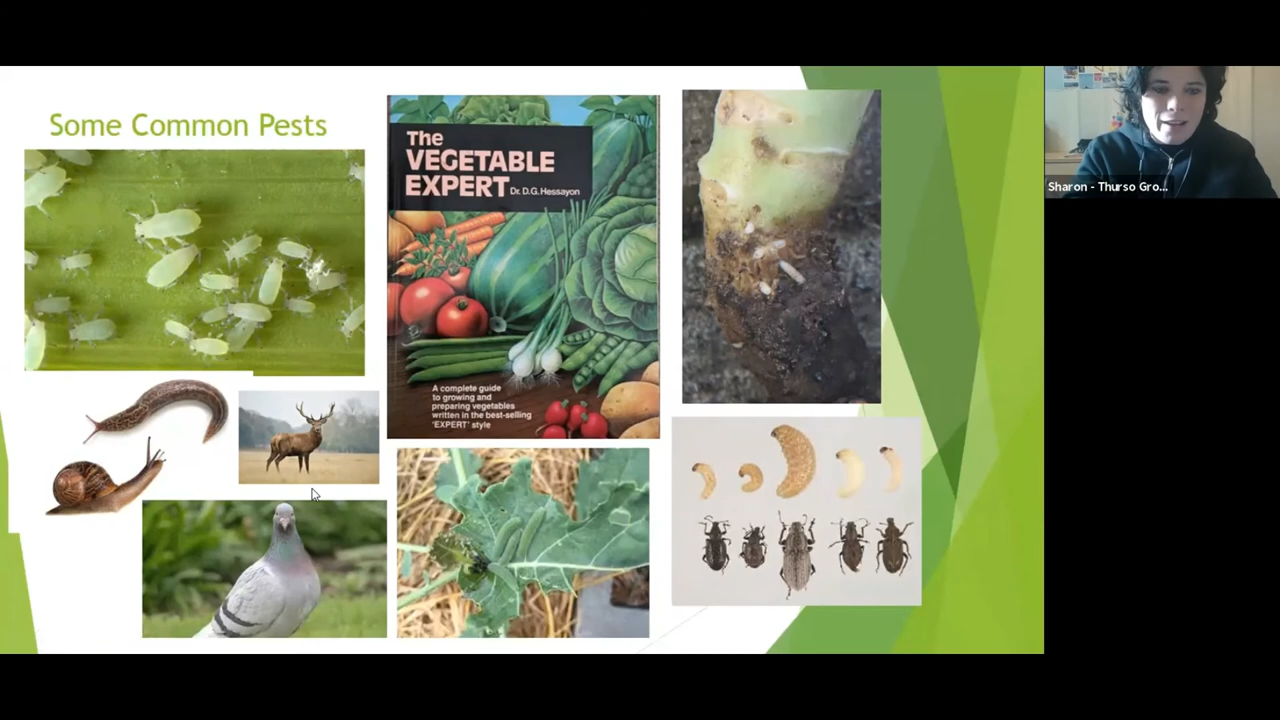 Some Common Pests
The
VEGETABLE
EXPERT Dr. D.G. Hessayon
A complete guide
to growing and
preparing vegetables
written in the best-selling
'EXPERT' style
Sharon - Thurso Gro...